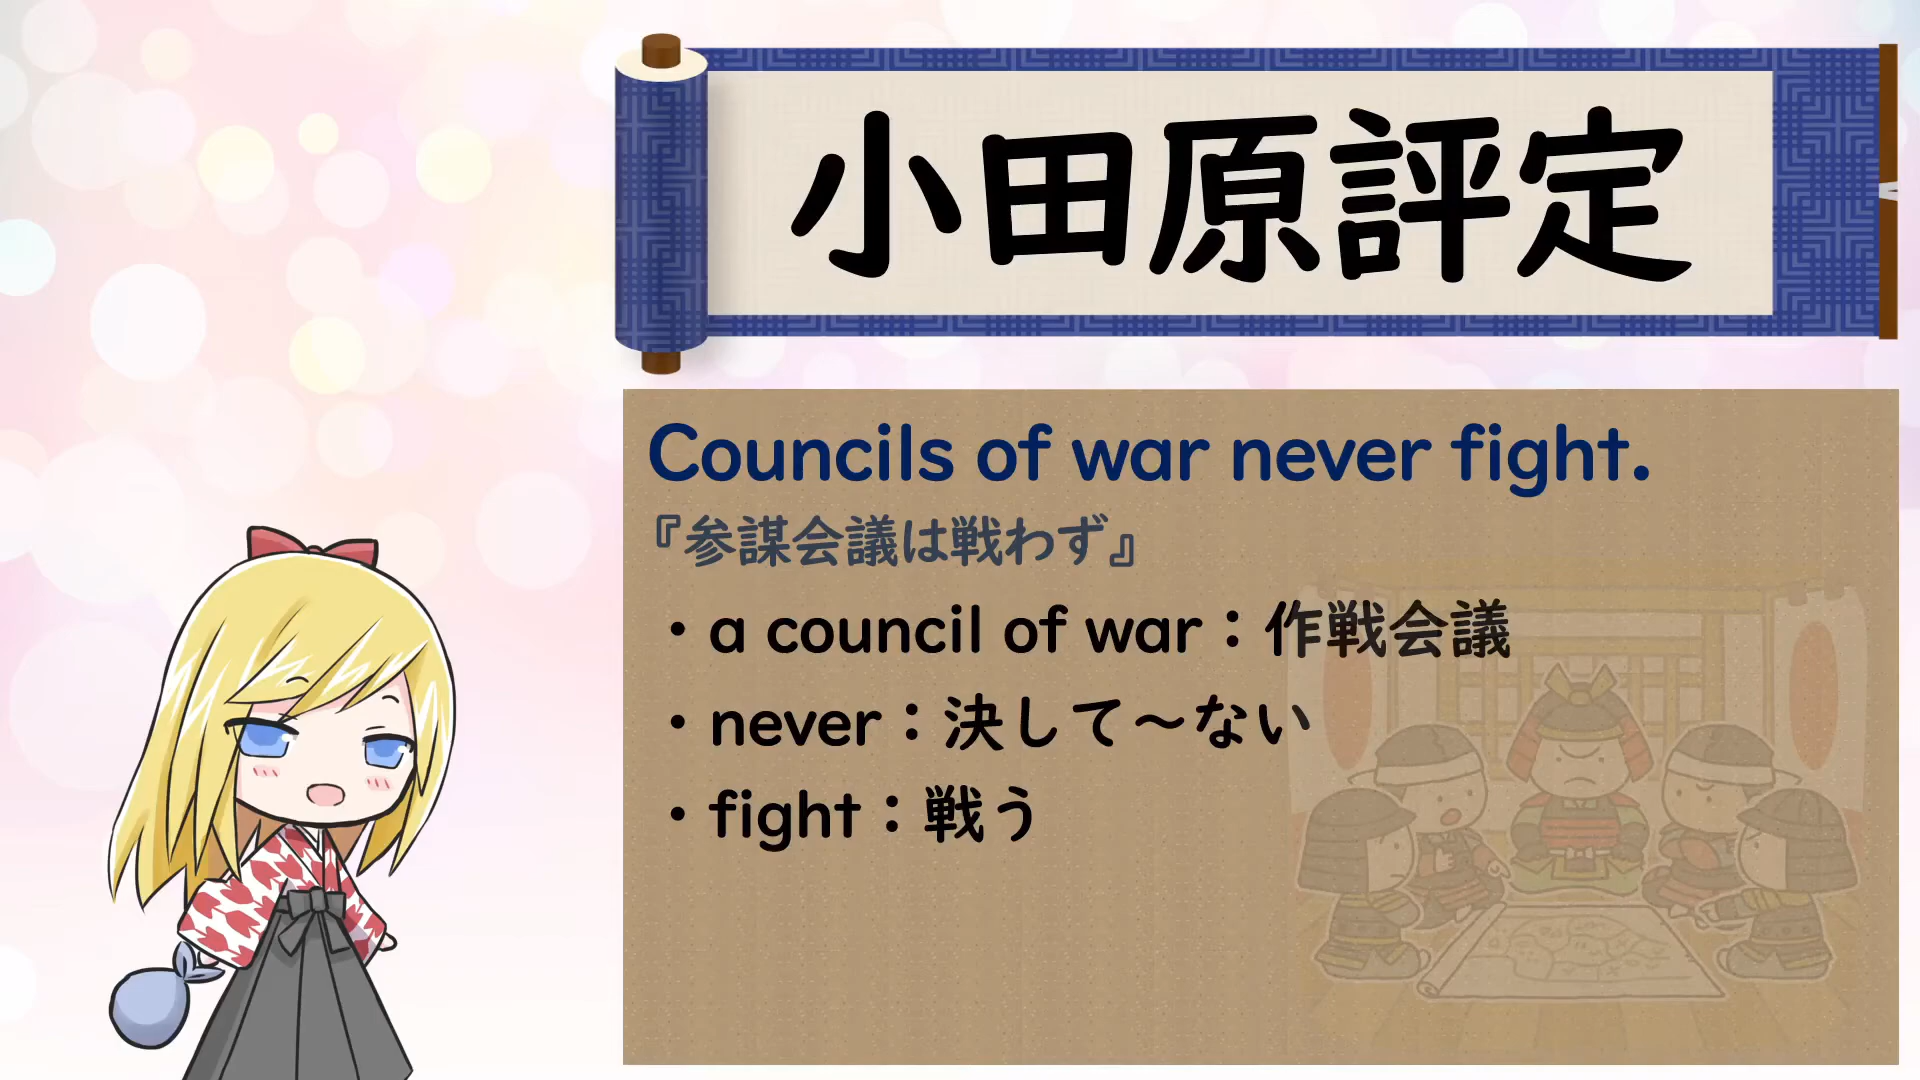 小田原評定
Councils of war never fight.
『参謀会議は戦わず』
・a council of war：作戦会議
・never：決して～ない
・fight：戦う